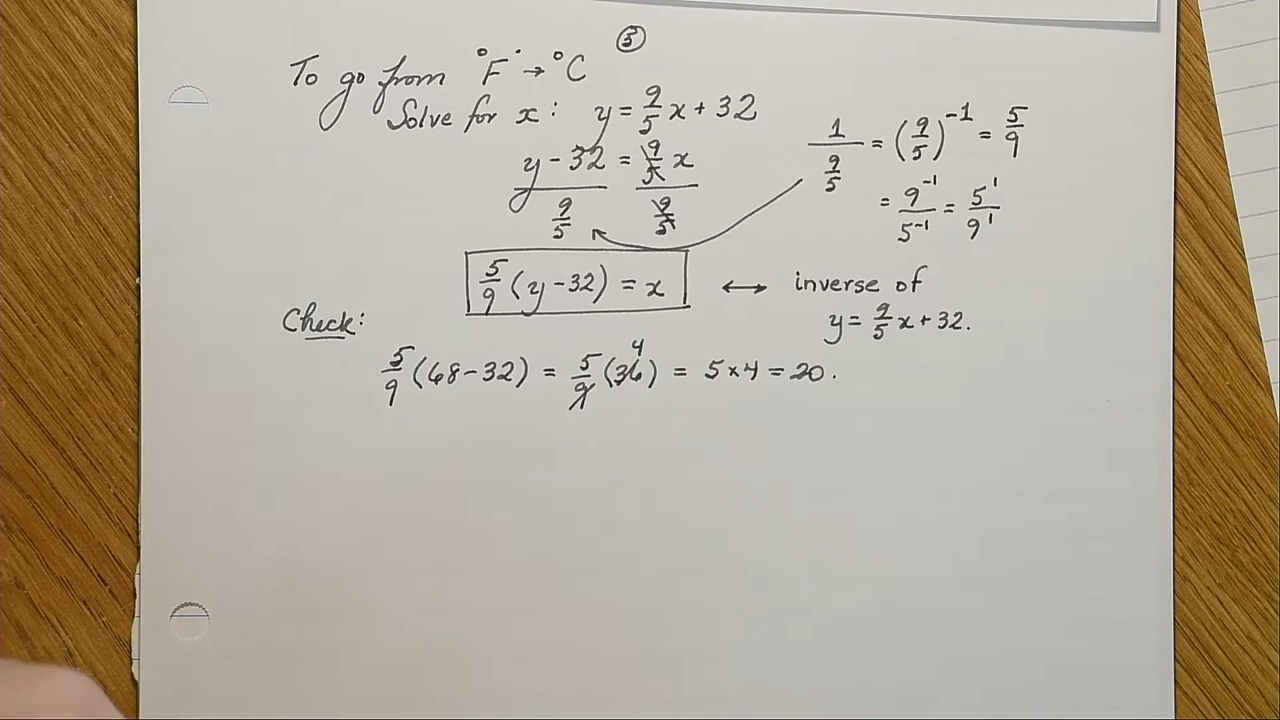 ⑤
To go from °F → °C
Solve for x: y = 9/5 x + 32
y - 32 = 9/5 x
9/5 9/5
1/(9/5) = (9/5)^-1 = 5/9
= 9^-1/5^-1 = 5^1/9^1
5/9 (y - 32) = x ↔ inverse of
y = 9/5 x + 32.
Check:
5/9 (68 - 32) = 5/9 (36) 4 = 5 × 4 = 20.